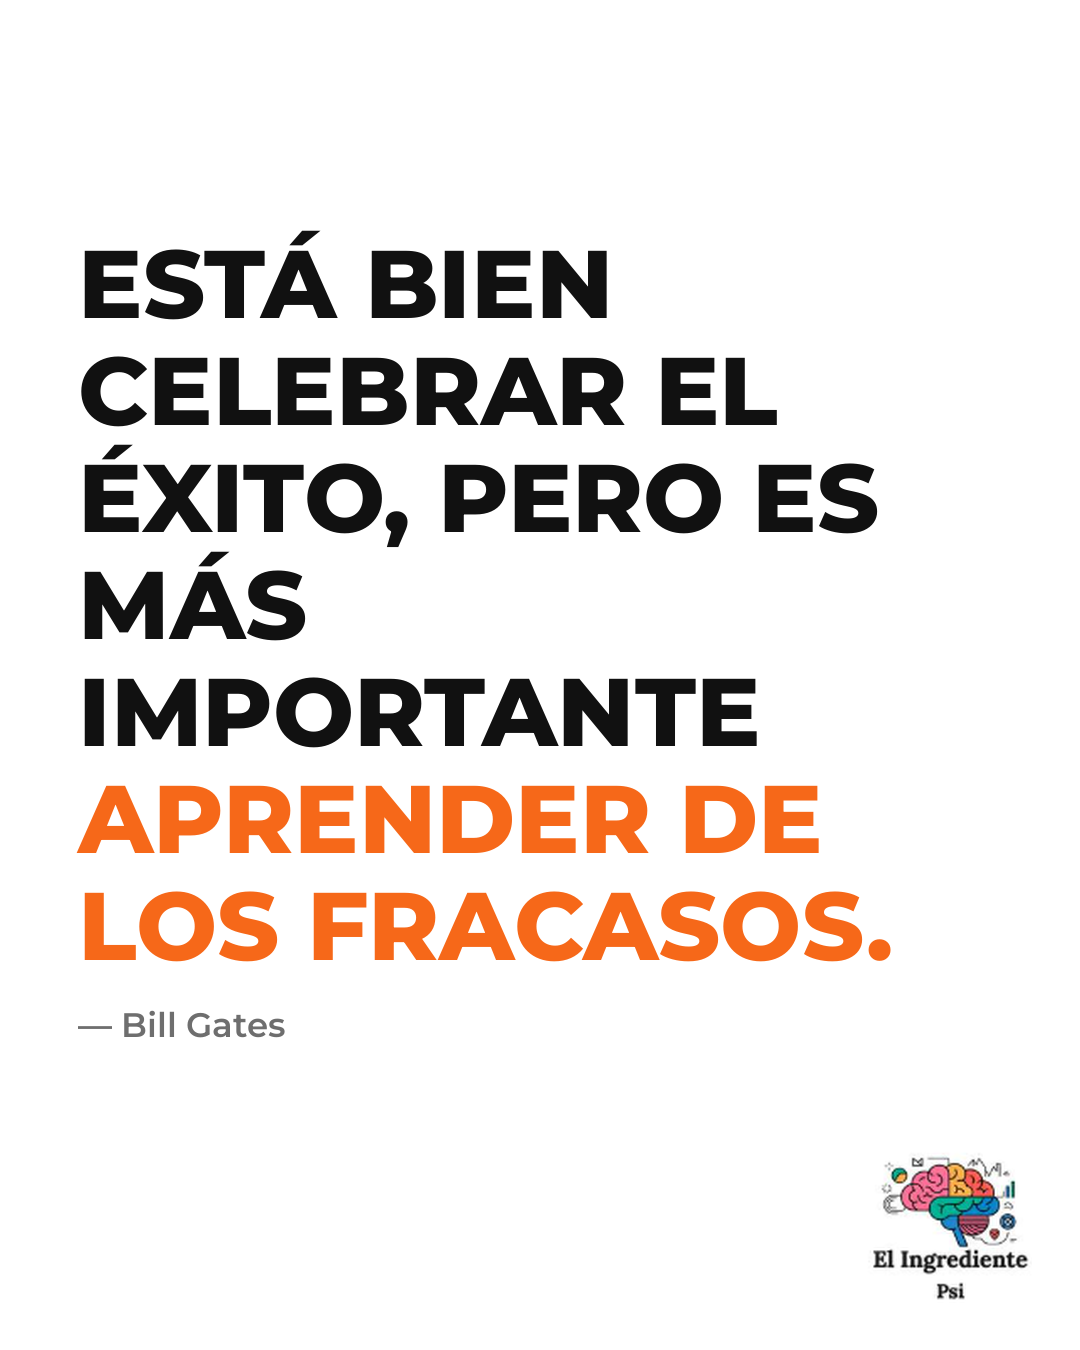 ESTÁ BIEN
CELEBRAR EL
ÉXITO, PERO ES
MÁS
IMPORTANTE
APRENDER DE
LOS FRACASOS.
— Bill Gates
El Ingrediente
Psi